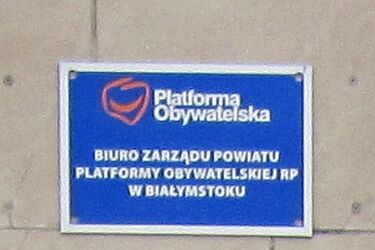 Platforma
Obywatelska
BIURO ZARZĄDU POWIATU
PLATFORMY OBYWATELSKIEJ RP
W BIAŁYMSTOKU